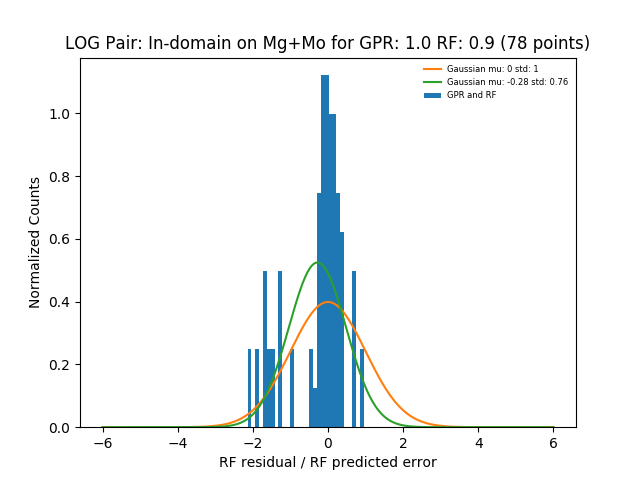 LOG Pair: In-domain on Mg+Mo for GPR: 1.0 RF: 0.9 (78 points)
Gaussian mu: 0 std: 1
Gaussian mu: -0.28 std: 0.76
GPR and RF
Normalized Counts
1.0
0.8
0.6
0.4
0.2
0.0
−6
−4
−2
0
2
4
6
RF residual / RF predicted error